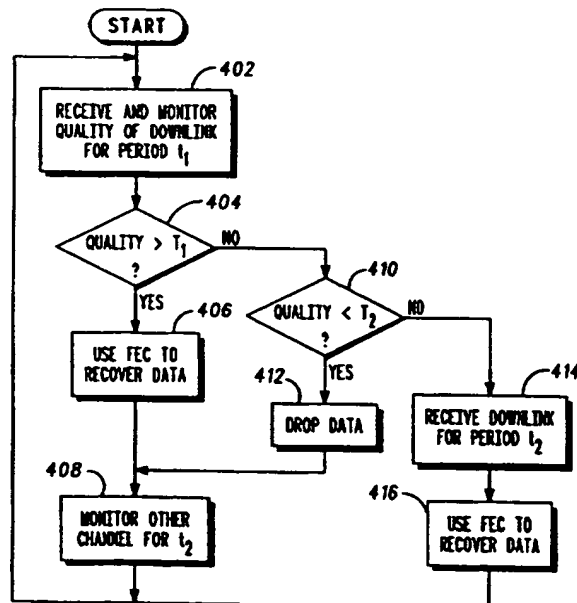 START
402
RECEIVE AND MONITOR
QUALITY OF DOWNLINK
FOR PERIOD t₁
404
QUALITY > T₁
?
NO
YES
410
QUALITY < T₂
?
NO
YES
406
USE FEC TO
RECOVER DATA
412
DROP DATA
414
RECEIVE DOWNLINK
FOR PERIOD t₂
408
MONITOR OTHER
CHANNEL FOR t₂
416
USE FEC TO
RECOVER DATA